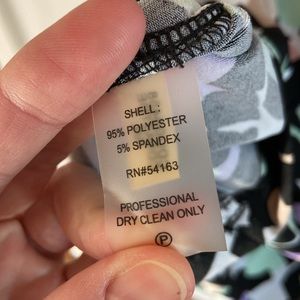 SHELL :
95% POLYESTER
5% SPANDEX
RN#54163
PROFESSIONAL
DRY CLEAN ONLY
P